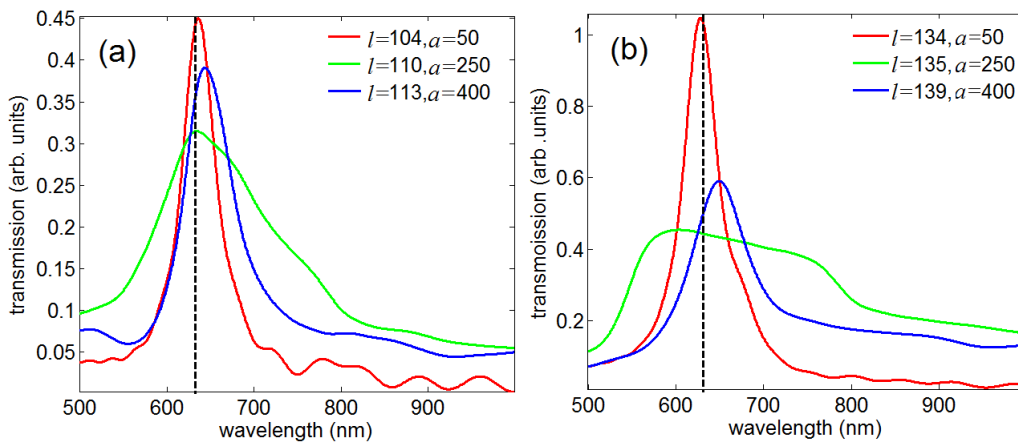 (a)
l=104,a=50
l=110,a=250
l=113,a=400
transmission (arb. units)
0.45
0.4
0.35
0.3
0.25
0.2
0.15
0.1
0.05
500 600 700 800 900
wavelength (nm)
(b)
l=134,a=50
l=135,a=250
l=139,a=400
transmoission (arb .units)
1
0.8
0.6
0.4
0.2
500 600 700 800 900
wavelength (nm)